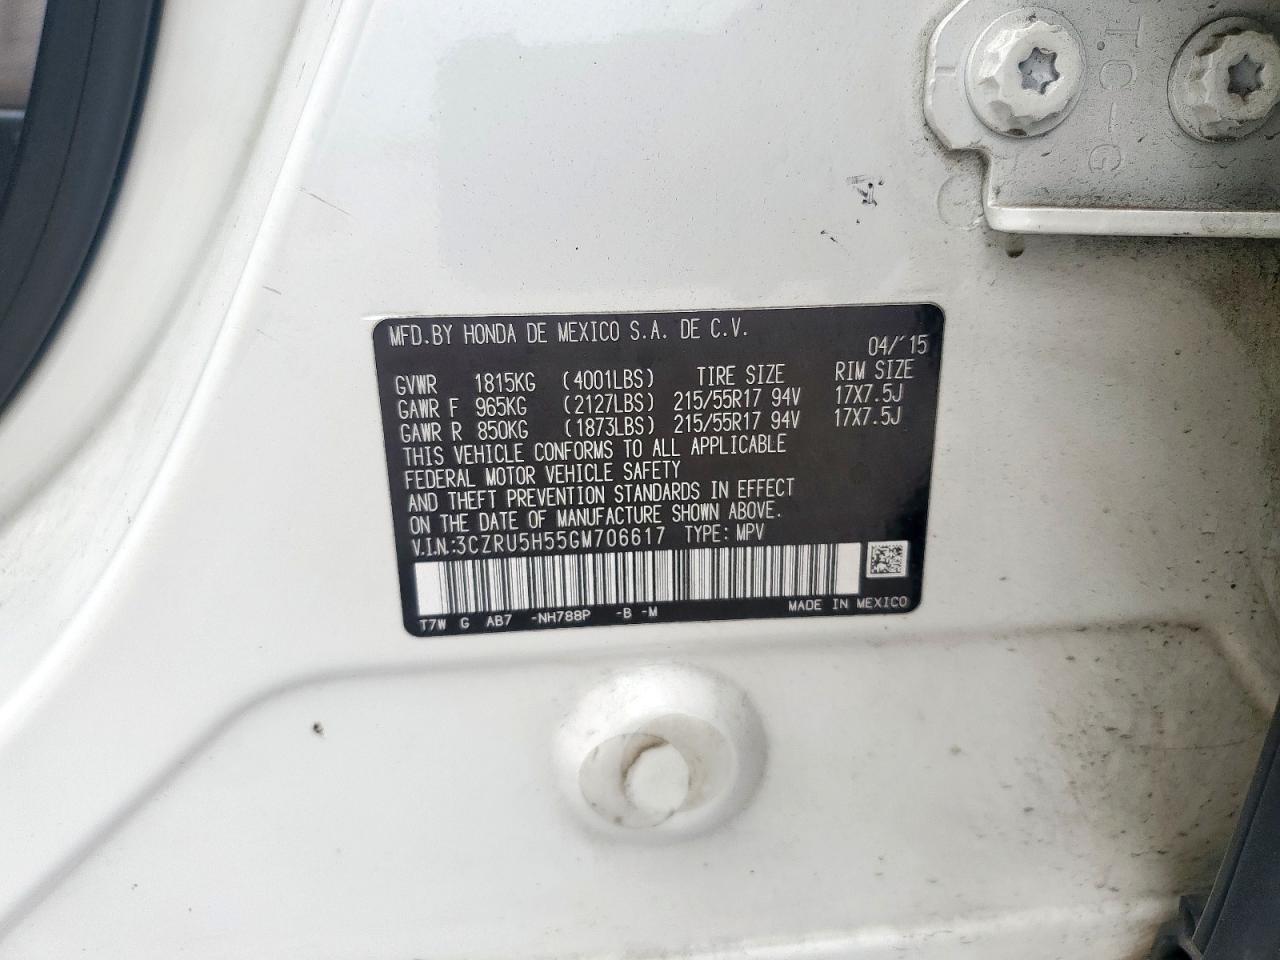 T.C-G
MFD.BY HONDA DE MEXICO S.A. DE C.V.
04/'15
GVWR 1815KG (4001LBS) TIRE SIZE RIM SIZE
GAWR F 965KG (2127LBS) 215/55R17 94V 17X7.5J
GAWR R 850KG (1873LBS) 215/55R17 94V 17X7.5J
THIS VEHICLE CONFORMS TO ALL APPLICABLE
FEDERAL MOTOR VEHICLE SAFETY
AND THEFT PREVENTION STANDARDS IN EFFECT
ON THE DATE OF MANUFACTURE SHOWN ABOVE.
V.I.N.:3CZRU5H55GM706617 TYPE: MPV
T7W G AB7 -NH788P -B -M MADE IN MEXICO